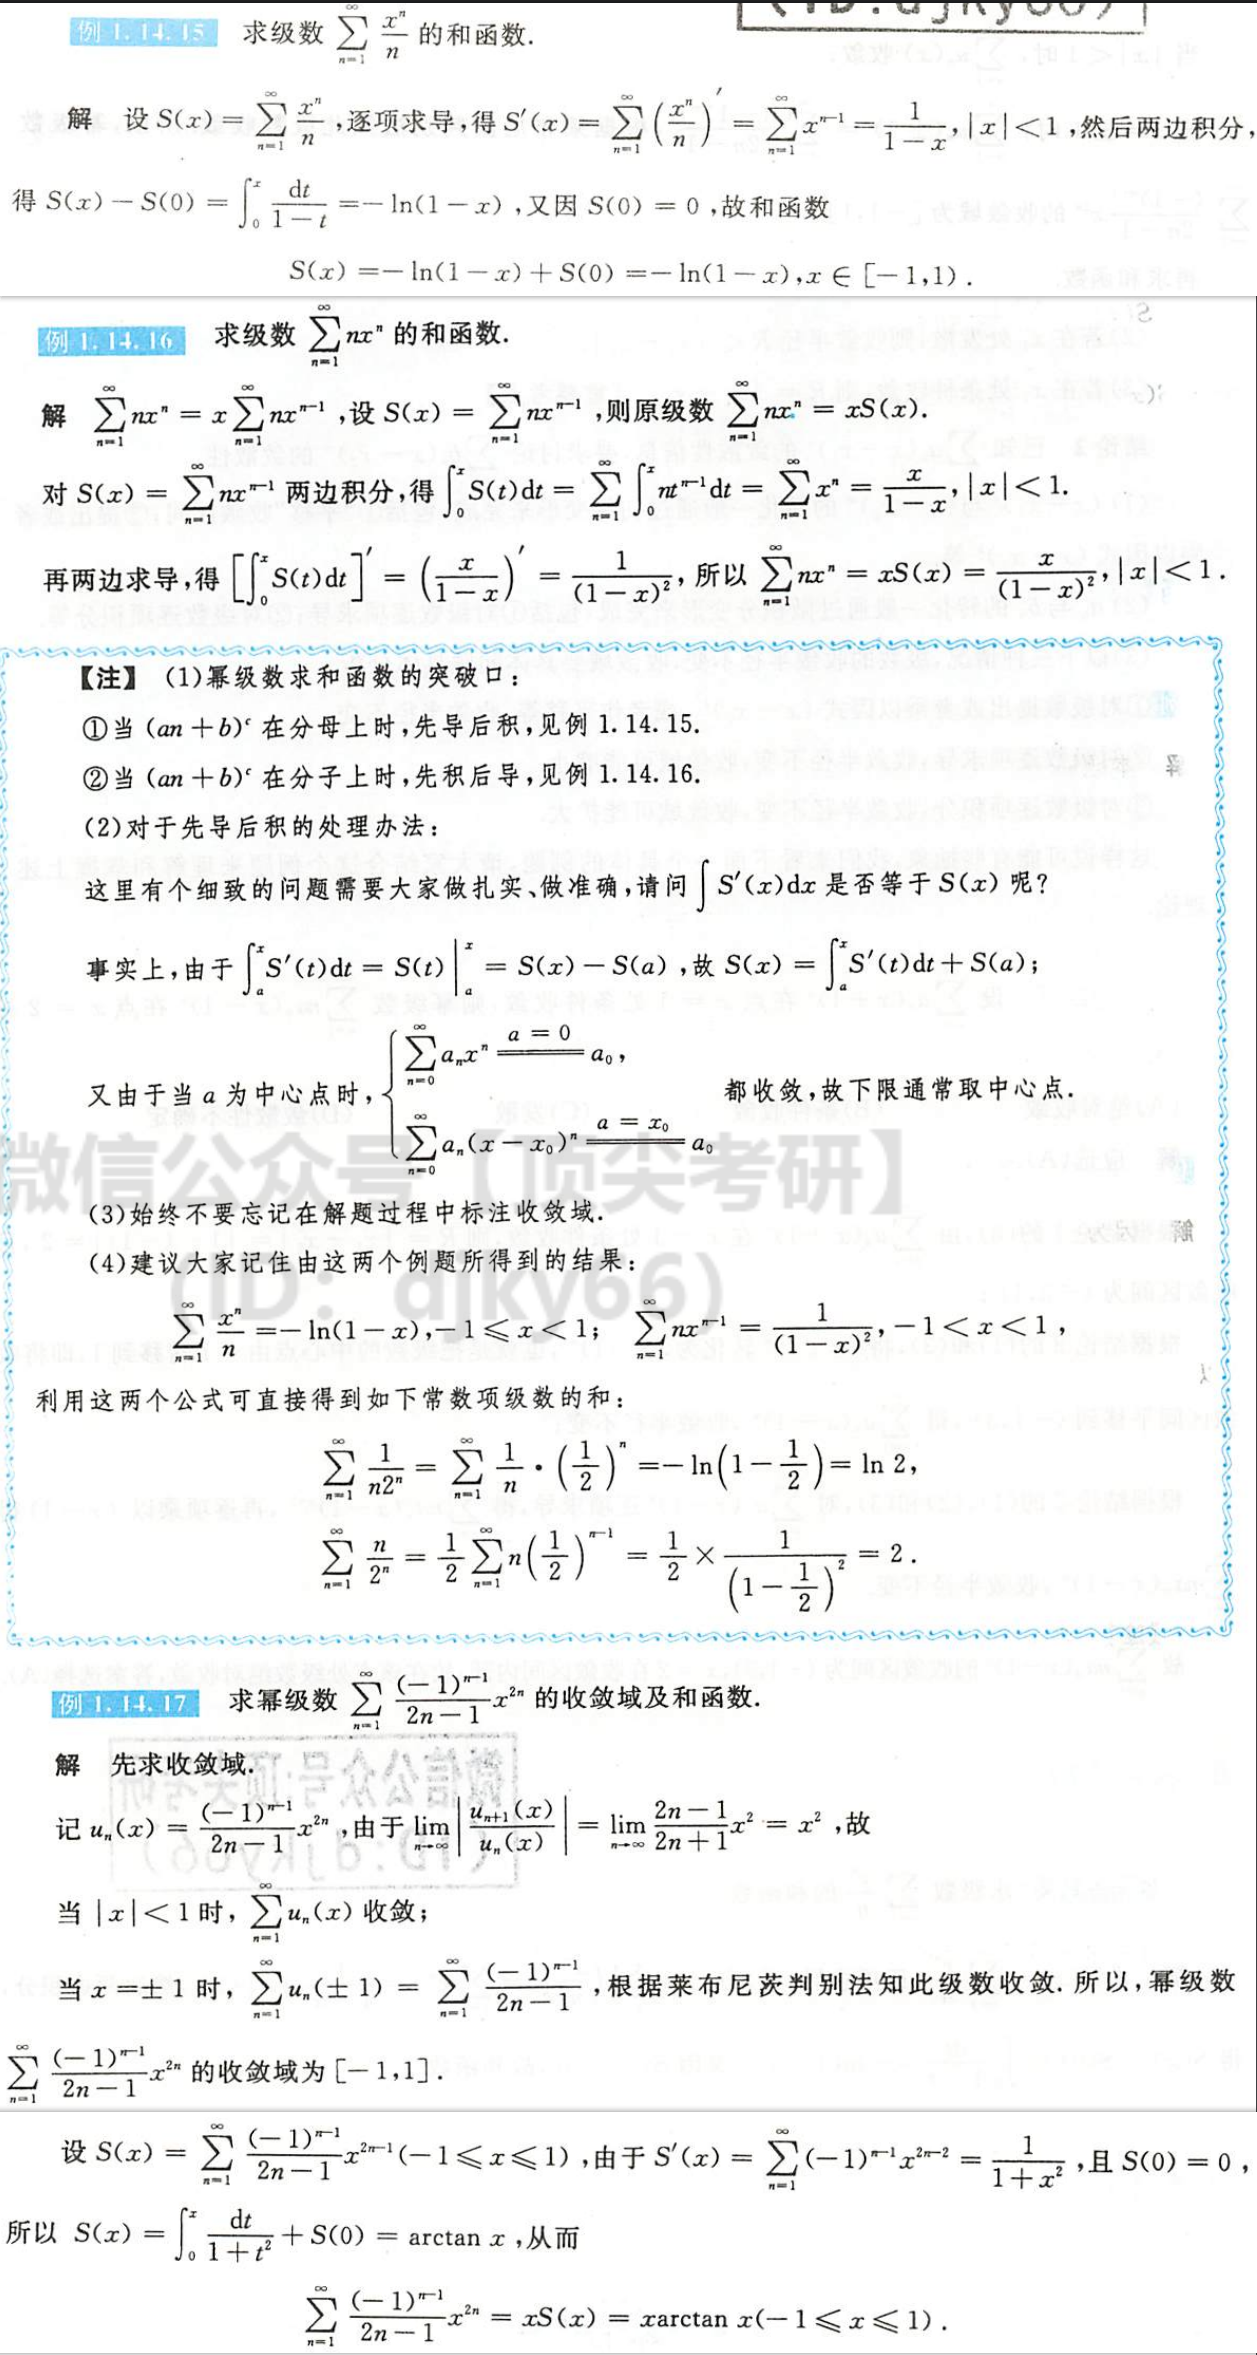 (ID:djky66)
例 1.14.15 求级数 $\sum_{n=1}^{\infty}\frac{x^n}{n}$ 的和函数.
解 设 $S(x)=\sum_{n=1}^{\infty}\frac{x^n}{n}$,逐项求导,得 $S'(x)=\sum_{n=1}^{\infty}\left(\frac{x^n}{n}\right)'=\sum_{n=1}^{\infty}x^{n-1}=\frac{1}{1-x},|x|<1$,然后两边积分,
得 $S(x)-S(0)=\int_0^x\frac{dt}{1-t}=-\ln(1-x)$,又因 $S(0)=0$,故和函数
$S(x)=-\ln(1-x)+S(0)=-\ln(1-x),x\in[-1,1).$
例 1.14.16 求级数 $\sum_{n=1}^{\infty}nx^n$ 的和函数.
解 $\sum_{n=1}^{\infty}nx^n=x\sum_{n=1}^{\infty}nx^{n-1}$,设 $S(x)=\sum_{n=1}^{\infty}nx^{n-1}$,则原级数 $\sum_{n=1}^{\infty}nx^n=xS(x).$
对 $S(x)=\sum_{n=1}^{\infty}nx^{n-1}$ 两边积分,得 $\int_0^xS(t)dt=\sum_{n=1}^{\infty}\int_0^xnt^{n-1}dt=\sum_{n=1}^{\infty}x^n=\frac{x}{1-x},|x|<1.$
再两边求导,得 $\left[\int_0^xS(t)dt\right]'=\left(\frac{x}{1-x}\right)'=\frac{1}{(1-x)^2}$,所以 $\sum_{n=1}^{\infty}nx^n=xS(x)=\frac{x}{(1-x)^2},|x|<1.$
【注】 (1)幂级数求和函数的突破口:
①当 $(an+b)^c$ 在分母上时,先导后积,见例 1.14.15.
②当 $(an+b)^c$ 在分子上时,先积后导,见例 1.14.16.
(2)对于先导后积的处理办法:
这里有个细致的问题需要大家做扎实、做准确,请问 $\int S'(x)dx$ 是否等于 $S(x)$ 呢?
事实上,由于 $\int_a^xS'(t)dt=S(t)\Big|_a^x=S(x)-S(a)$,故 $S(x)=\int_a^xS'(t)dt+S(a);$
又由于当 a 为中心点时, $\begin{cases}\sum_{n=0}^{\infty}a_nx^n\xlongequal{a=0}a_0,\\\sum_{n=0}^{\infty}a_n(x-x_0)^n\xlongequal{a=x_0}a_0\end{cases}$ 都收敛,故下限通常取中心点.
微信公众号【顶尖考研】
(3)始终不要忘记在解题过程中标注收敛域.
(4)建议大家记住由这两个例题所得到的结果:
(ID: djky66)
$\sum_{n=1}^{\infty}\frac{x^n}{n}=-\ln(1-x),-1\leqslant x<1;\quad\sum_{n=1}^{\infty}nx^{n-1}=\frac{1}{(1-x)^2},-1<x<1,$
利用这两个公式可直接得到如下常数项级数的和:
$\sum_{n=1}^{\infty}\frac{1}{n2^n}=\sum_{n=1}^{\infty}\frac{1}{n}\cdot\left(\frac{1}{2}\right)^n=-\ln\left(1-\frac{1}{2}\right)=\ln 2,$
$\sum_{n=1}^{\infty}\frac{n}{2^n}=\frac{1}{2}\sum_{n=1}^{\infty}n\left(\frac{1}{2}\right)^{n-1}=\frac{1}{2}\times\frac{1}{\left(1-\frac{1}{2}\right)^2}=2.$
例 1.14.17 求幂级数 $\sum_{n=1}^{\infty}\frac{(-1)^{n-1}}{2n-1}x^{2n}$ 的收敛域及和函数.
解 先求收敛域.
记 $u_n(x)=\frac{(-1)^{n-1}}{2n-1}x^{2n}$,由于 $\lim_{n\to\infty}\left|\frac{u_{n+1}(x)}{u_n(x)}\right|=\lim_{n\to\infty}\frac{2n-1}{2n+1}x^2=x^2$,故
当 $|x|<1$ 时, $\sum_{n=1}^{\infty}u_n(x)$ 收敛;
当 $x=\pm1$ 时, $\sum_{n=1}^{\infty}u_n(\pm1)=\sum_{n=1}^{\infty}\frac{(-1)^{n-1}}{2n-1}$,根据莱布尼茨判别法知此级数收敛.所以,幂级数
$\sum_{n=1}^{\infty}\frac{(-1)^{n-1}}{2n-1}x^{2n}$ 的收敛域为 $[-1,1].$
设 $S(x)=\sum_{n=1}^{\infty}\frac{(-1)^{n-1}}{2n-1}x^{2n-1}(-1\leqslant x\leqslant1)$,由于 $S'(x)=\sum_{n=1}^{\infty}(-1)^{n-1}x^{2n-2}=\frac{1}{1+x^2}$,且 $S(0)=0$,
所以 $S(x)=\int_0^x\frac{dt}{1+t^2}+S(0)=\arctan x$,从而
$\sum_{n=1}^{\infty}\frac{(-1)^{n-1}}{2n-1}x^{2n}=xS(x)=x\arctan x(-1\leqslant x\leqslant1).$